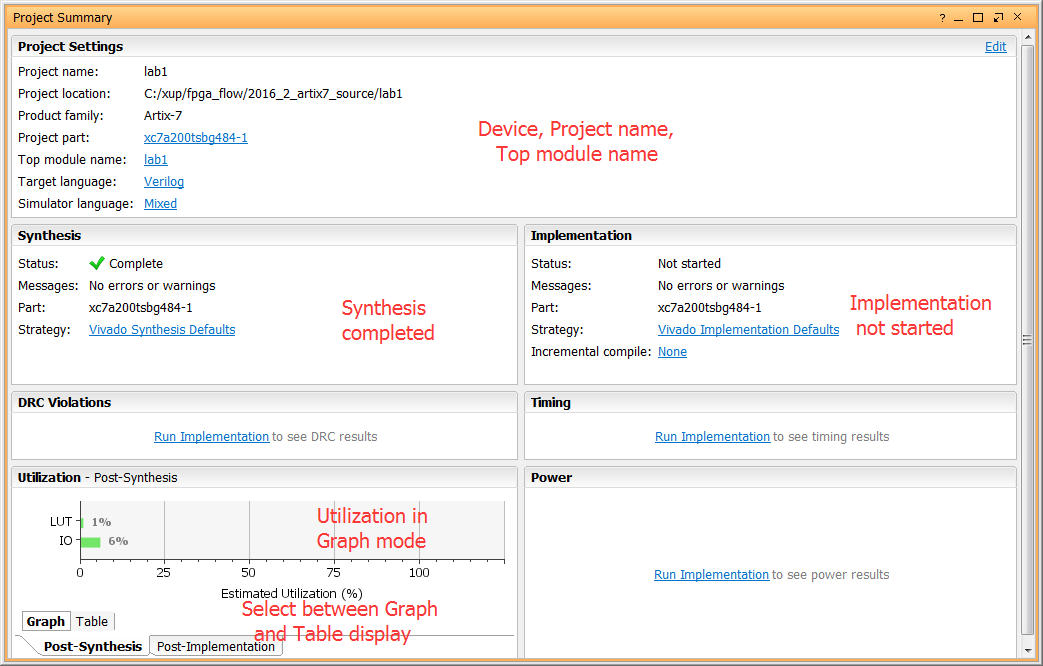 Project Summary
Project Settings
Edit
Project name: lab1
Project location: C:/xup/fpga_flow/2016_2_artix7_source/lab1
Product family: Artix-7
Project part: xc7a200tsbg484-1
Top module name: lab1
Target language: Verilog
Simulator language: Mixed
Device, Project name,
Top module name
Synthesis
Status: Complete
Messages: No errors or warnings
Part: xc7a200tsbg484-1
Strategy: Vivado Synthesis Defaults
Synthesis
completed
Implementation
Status: Not started
Messages: No errors or warnings
Part: xc7a200tsbg484-1
Strategy: Vivado Implementation Defaults
Incremental compile: None
Implementation
not started
DRC Violations
Run Implementation to see DRC results
Timing
Run Implementation to see timing results
Utilization - Post-Synthesis
LUT 1%
IO 6%
0 25 50 75 100
Estimated Utilization (%)
Utilization in
Graph mode
Select between Graph
and Table display
Graph Table
Post-Synthesis Post-Implementation
Power
Run Implementation to see power results